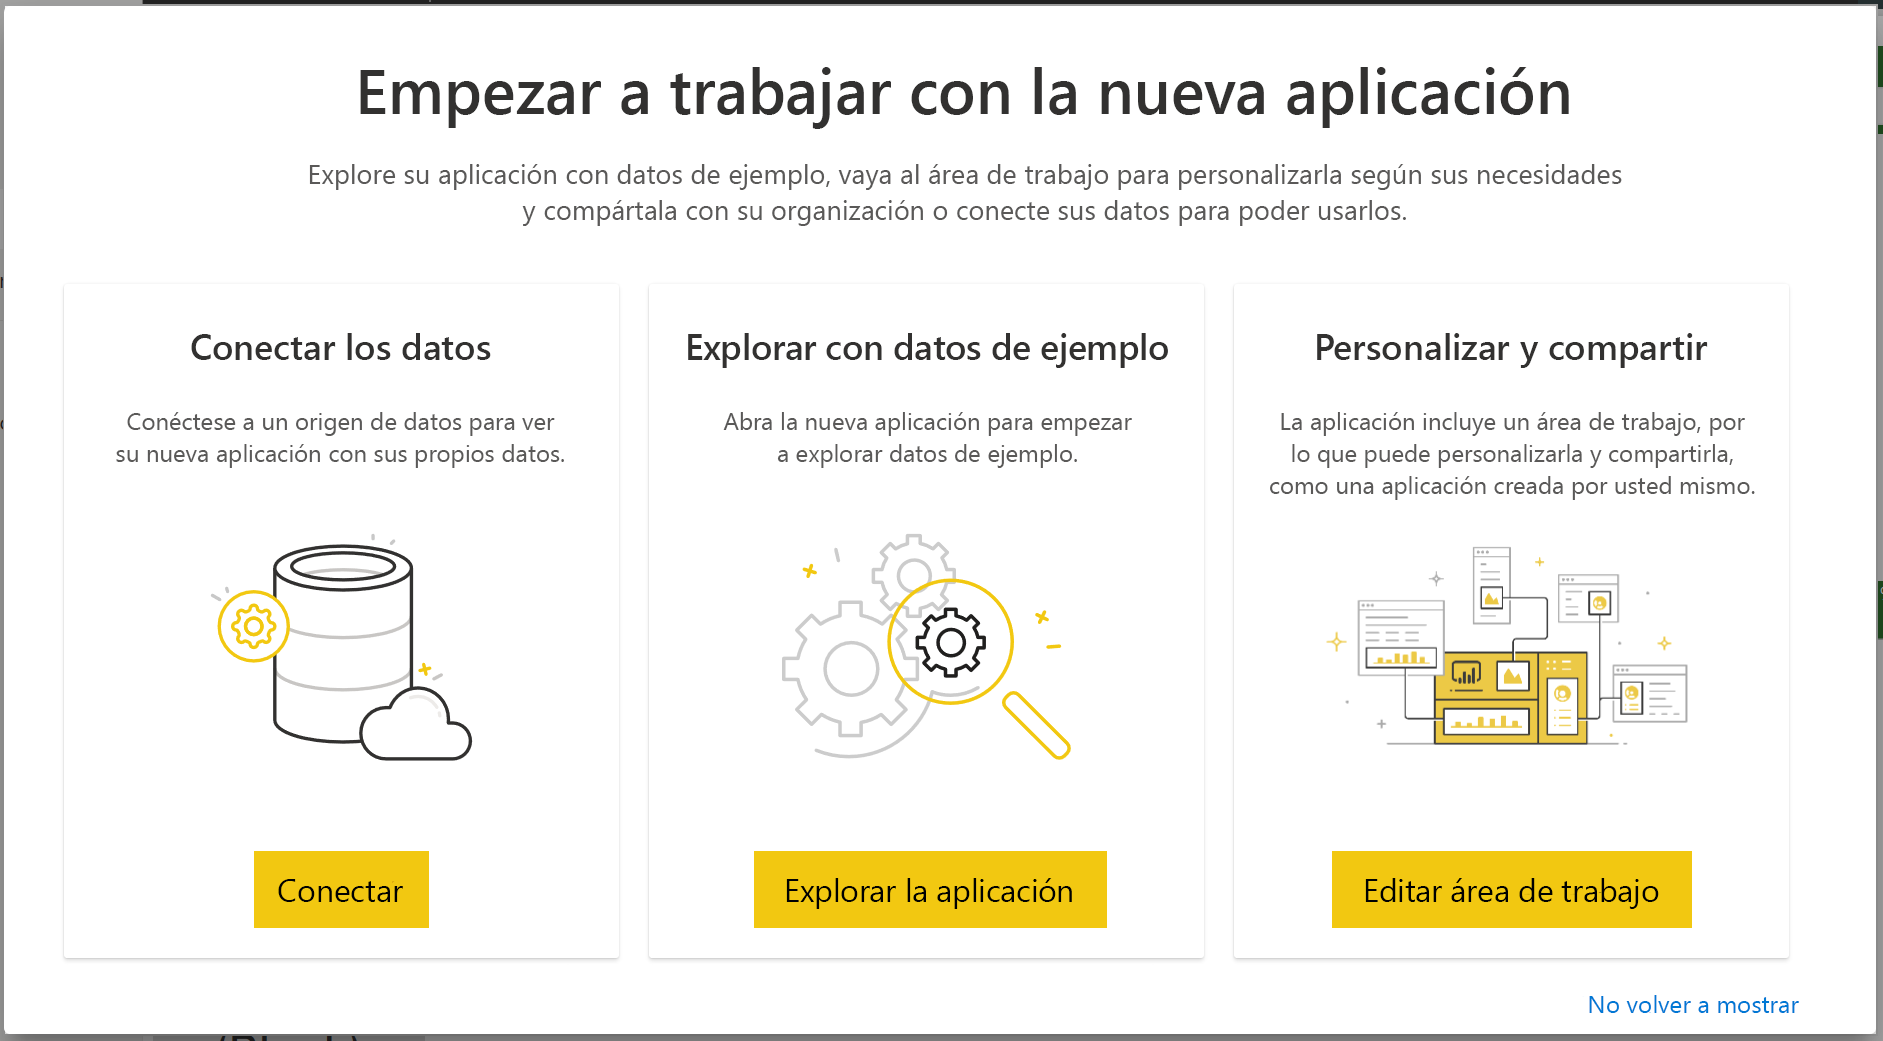 Empezar a trabajar con la nueva aplicación
Explore su aplicación con datos de ejemplo, vaya al área de trabajo para personalizarla según sus necesidades
y compártala con su organización o conecte sus datos para poder usarlos.
Conectar los datos
Conéctese a un origen de datos para ver
su nueva aplicación con sus propios datos.
Conectar
Explorar con datos de ejemplo
Abra la nueva aplicación para empezar
a explorar datos de ejemplo.
Explorar la aplicación
Personalizar y compartir
La aplicación incluye un área de trabajo, por
lo que puede personalizarla y compartirla,
como una aplicación creada por usted mismo.
Editar área de trabajo
No volver a mostrar